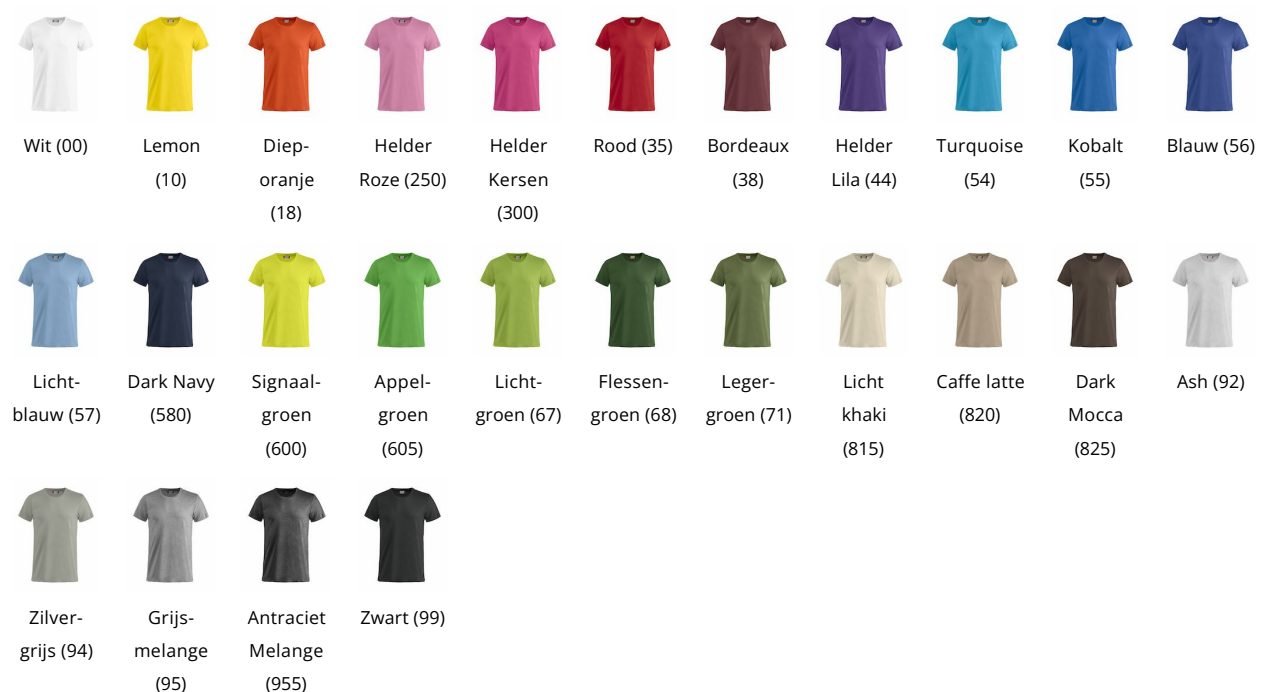 Wit (00)
Lemon
(10)
Diep-
oranje
(18)
Helder
Roze (250)
Helder
Kersen
(300)
Rood (35)
Bordeaux
(38)
Helder
Lila (44)
Turquoise
(54)
Kobalt
(55)
Blauw (56)
Licht-
blauw (57)
Dark Navy
(580)
Signaal-
groen
(600)
Appel-
groen
(605)
Licht-
groen (67)
Flessen-
groen (68)
Leger-
groen (71)
Licht
khaki
(815)
Caffe latte
(820)
Dark
Mocca
(825)
Ash (92)
Zilver-
grijs (94)
Grijs-
melange
(95)
Antraciet
Melange
(955)
Zwart (99)